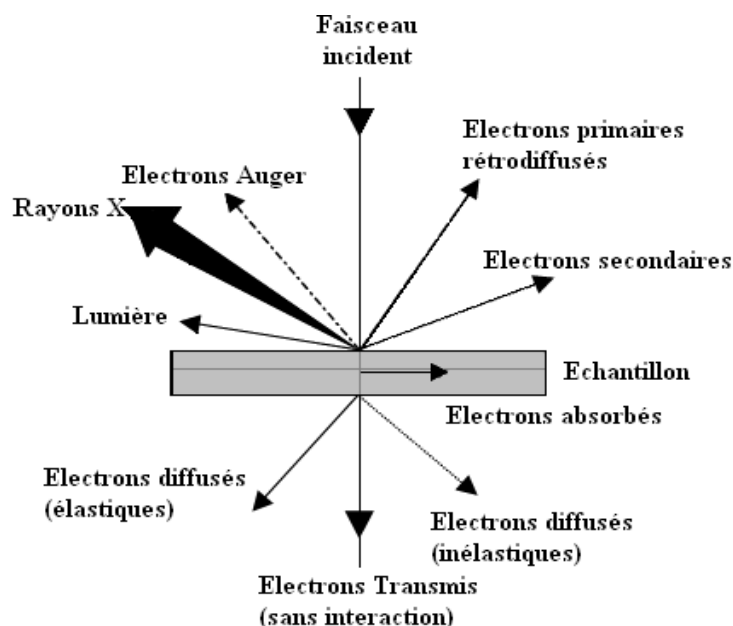 Faisceau
incident
Electrons primaires
rétrodiffusés
Electrons Auger
Rayons X
Electrons secondaires
Lumière
Echantillon
Electrons absorbés
Electrons diffusés
(élastiques)
Electrons diffusés
(inélastiques)
Electrons Transmis
(sans interaction)